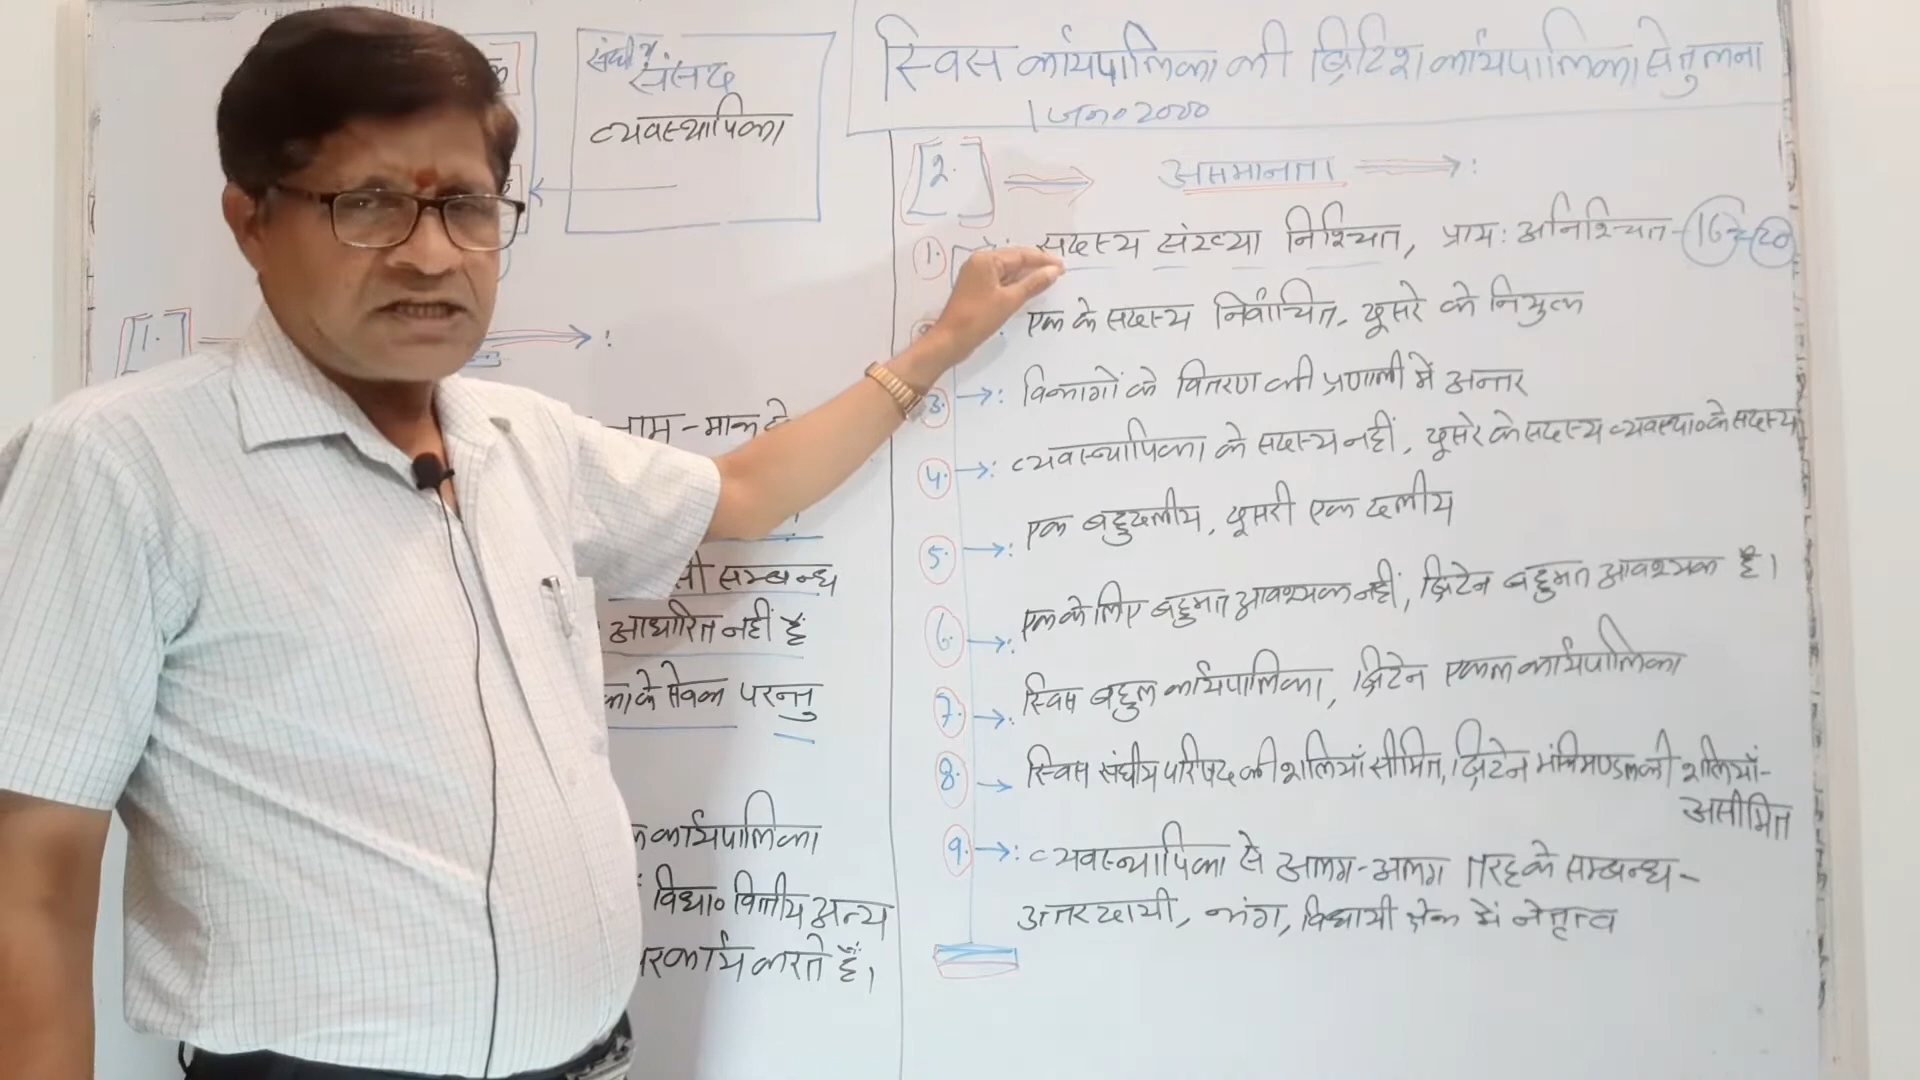 संघीय
संसद
व्यवस्थापिका
स्विस कार्यपालिका की ब्रिटिश कार्यपालिका से तुलना
1 जन० 2000
[1.]
नाम-मात्र के
सम्बन्ध
आधारित नहीं है
के सेवक परन्तु
कार्यपालिका
विधा० वित्तीय अन्य
कार्य करते हैं।
[2.] असमानता :
1. सदस्य संख्या निश्चित, प्रायः अनिश्चित - 16 20
एक के सदस्य निर्वाचित, दूसरे के नियुक्त
3. विभागों के वितरण की प्रणाली में अन्तर
4. व्यवस्थापिका के सदस्य नहीं, दूसरे के सदस्य व्यवस्था० के सदस्य
5. एक बहुदलीय, दूसरी एक दलीय
6. एक के लिए बहुमत आवश्यक नहीं, ब्रिटेन बहुमत आवश्यक है।
7. स्विस बहुल कार्यपालिका, ब्रिटेन एकल कार्यपालिका
8. स्विस संघीय परिषद की शक्तियाँ सीमित, ब्रिटेन मंत्रिमण्डल की शक्तियाँ-
असीमित
9. व्यवस्थापिका से अलग-अलग तरह के सम्बन्ध-
उत्तरदायी, भंग, विधायी क्षेत्र में नेतृत्व